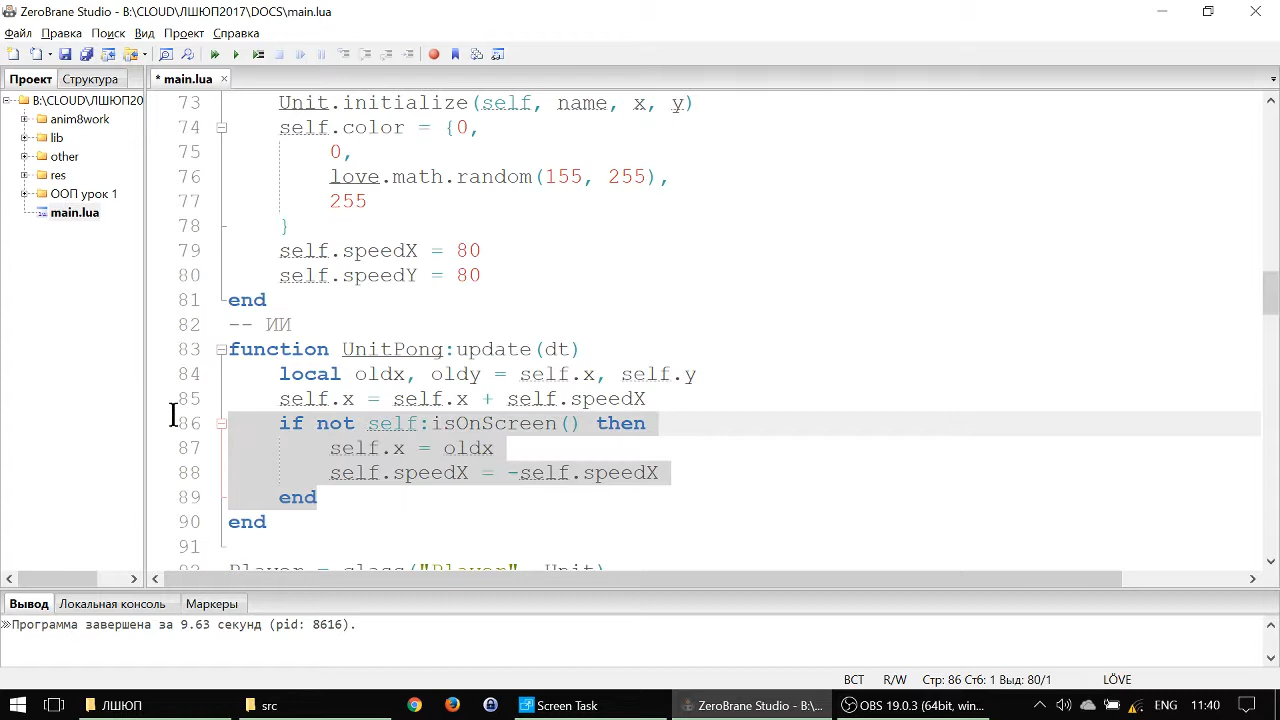 ZeroBrane Studio - B:\CLOUD\ЛШЮП2017\DOCS\main.lua
Файл Правка Поиск Вид Проект Справка
Проект Структура
* main.lua
B:\CLOUD\ЛШЮП20
anim8work
lib
other
res
ООП урок 1
main.lua
73 Unit.initialize(self, name, x, y)
74 self.color = {0,
75 0,
76 love.math.random(155, 255),
77 255
78 }
79 self.speedX = 80
80 self.speedY = 80
81 end
82 -- ИИ
83 function UnitPong:update(dt)
84 local oldx, oldy = self.x, self.y
85 self.x = self.x + self.speedX
86 if not self:isOnScreen() then
87 self.x = oldx
88 self.speedX = -self.speedX
89 end
90 end
91
92 Player = class("Player", Unit)
Вывод Локальная консоль Маркеры
Программа завершена за 9.63 секунд (pid: 8616).
ВСТ R/W Стр: 86 Стб: 1 Выд: 80/1 LÖVE
ЛШЮП src Screen Task ZeroBrane Studio - B:\... OBS 19.0.3 (64bit, win... ENG 11:40